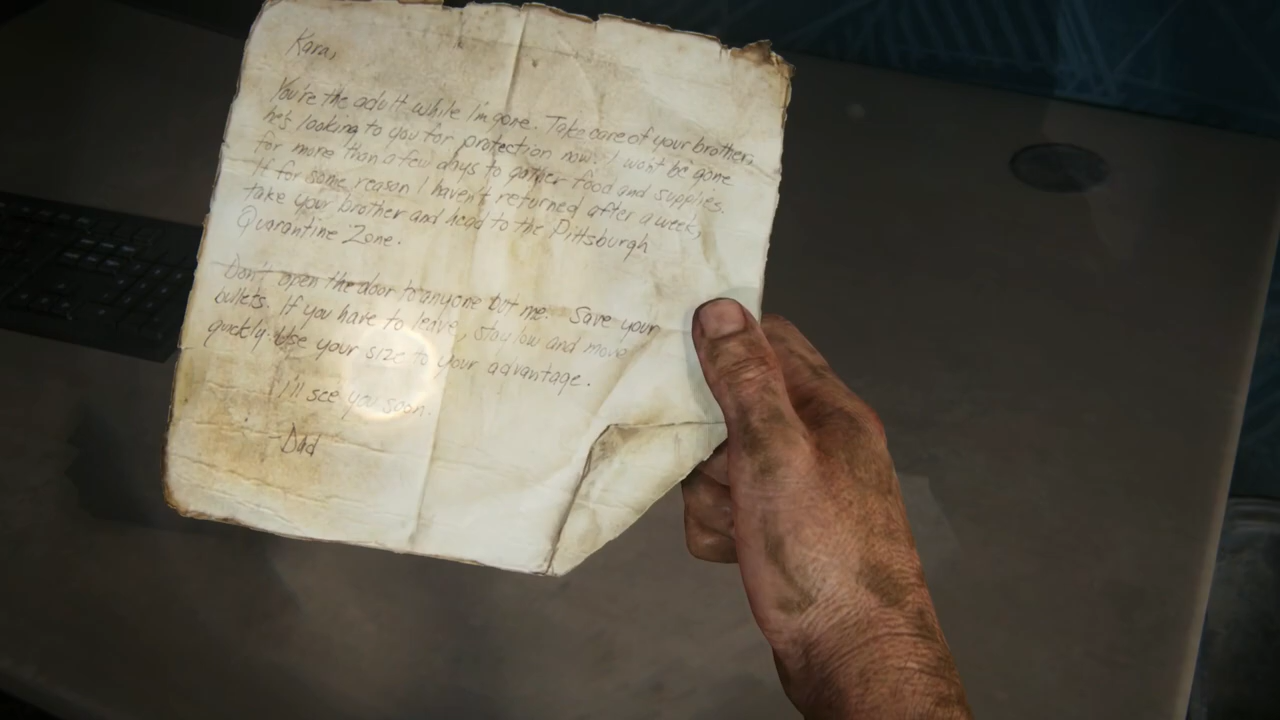 Kara,
You're the adult while I'm gone. Take care of your brother,
he's looking to you for protection now. I won't be gone
for more than a few days to gather food and supplies.
If for some reason I haven't returned after a week,
take your brother and head to the Pittsburgh
Quarantine Zone.
Don't open the door to anyone but me. Save your
bullets. If you have to leave, stay low and move
quickly. Use your size to your advantage.
I'll see you soon.
Dad